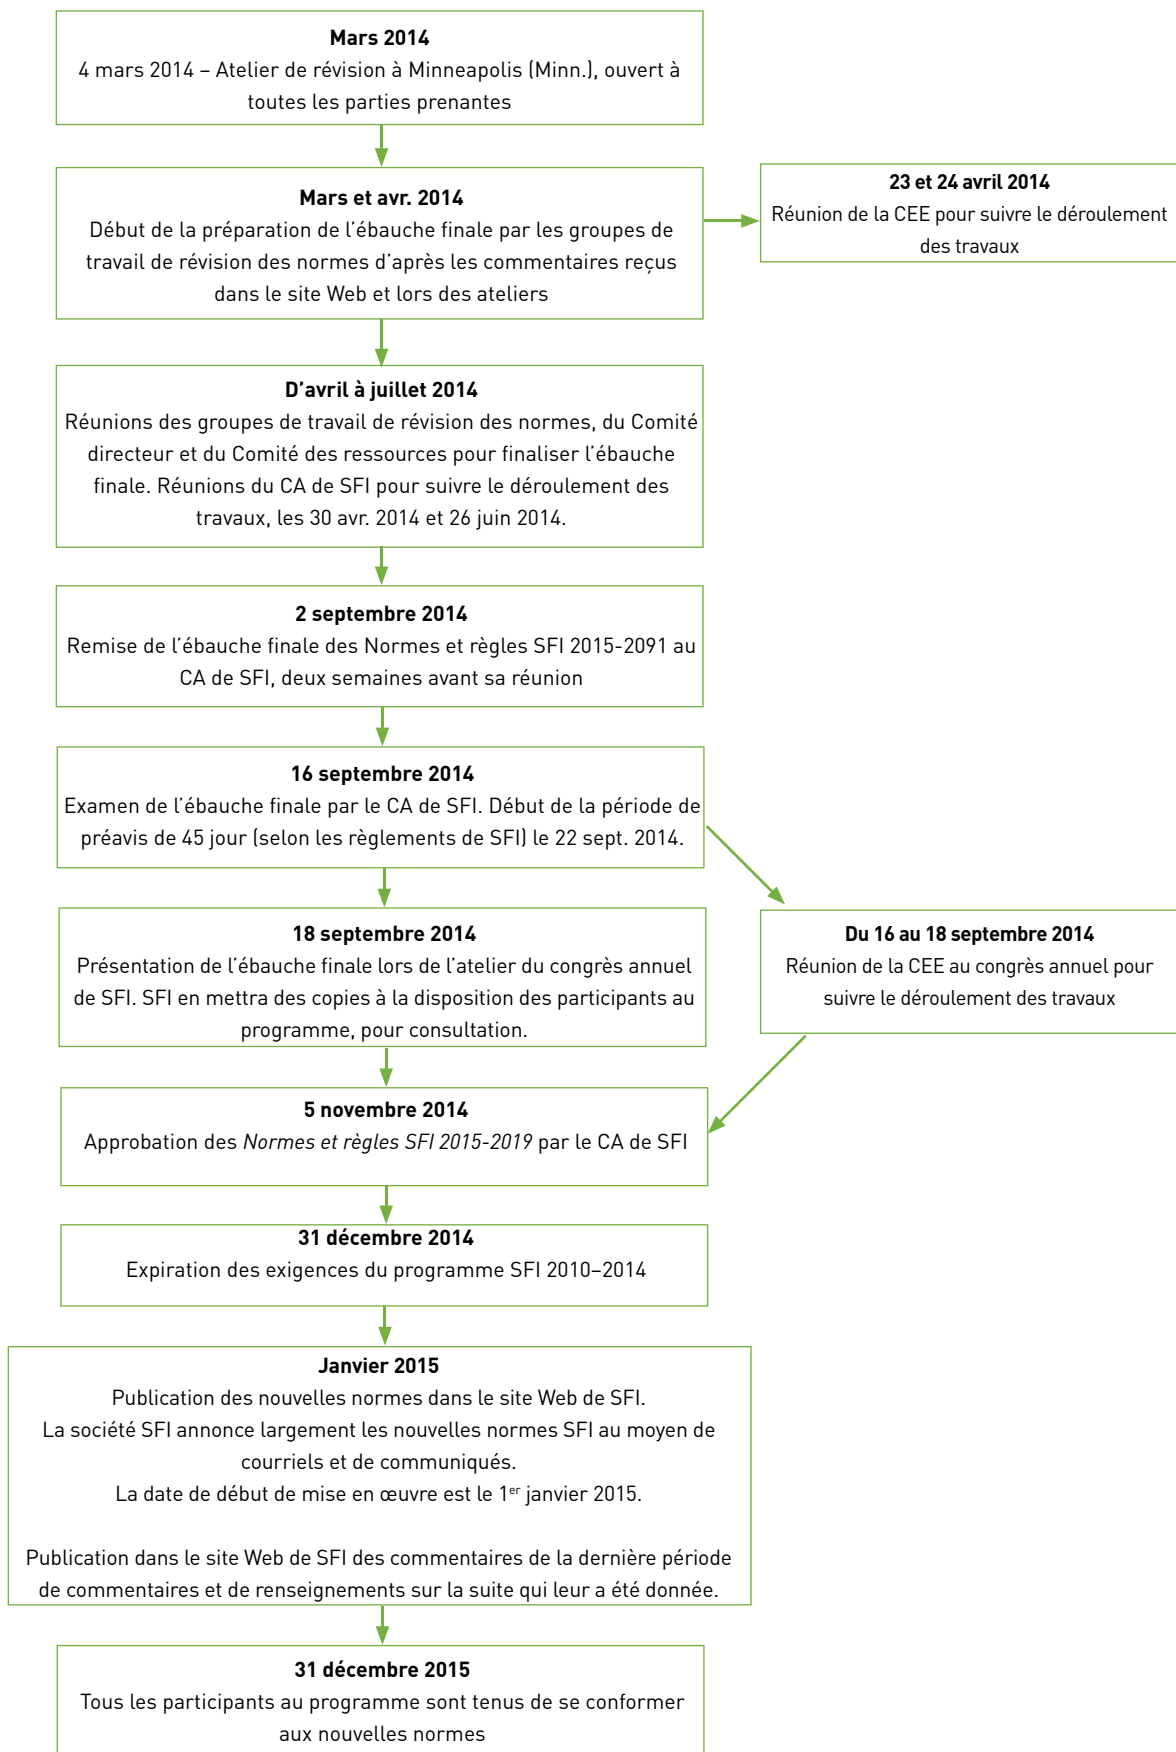 Mars 2014
4 mars 2014 – Atelier de révision à Minneapolis (Minn.), ouvert à
toutes les parties prenantes
Mars et avr. 2014
Début de la préparation de l'ébauche finale par les groupes de
travail de révision des normes d'après les commentaires reçus
dans le site Web et lors des ateliers
23 et 24 avril 2014
Réunion de la CEE pour suivre le déroulement
des travaux
D'avril à juillet 2014
Réunions des groupes de travail de révision des normes, du Comité
directeur et du Comité des ressources pour finaliser l'ébauche
finale. Réunions du CA de SFI pour suivre le déroulement des
travaux, les 30 avr. 2014 et 26 juin 2014.
2 septembre 2014
Remise de l'ébauche finale des Normes et règles SFI 2015-2091 au
CA de SFI, deux semaines avant sa réunion
16 septembre 2014
Examen de l'ébauche finale par le CA de SFI. Début de la période de
préavis de 45 jour (selon les règlements de SFI) le 22 sept. 2014.
18 septembre 2014
Présentation de l'ébauche finale lors de l'atelier du congrès annuel
de SFI. SFI en mettra des copies à la disposition des participants au
programme, pour consultation.
Du 16 au 18 septembre 2014
Réunion de la CEE au congrès annuel pour
suivre le déroulement des travaux
5 novembre 2014
Approbation des Normes et règles SFI 2015-2019 par le CA de SFI
31 décembre 2014
Expiration des exigences du programme SFI 2010–2014
Janvier 2015
Publication des nouvelles normes dans le site Web de SFI.
La société SFI annonce largement les nouvelles normes SFI au moyen de
courriels et de communiqués.
La date de début de mise en œuvre est le 1er janvier 2015.
Publication dans le site Web de SFI des commentaires de la dernière période
de commentaires et de renseignements sur la suite qui leur a été donnée.
31 décembre 2015
Tous les participants au programme sont tenus de se conformer
aux nouvelles normes